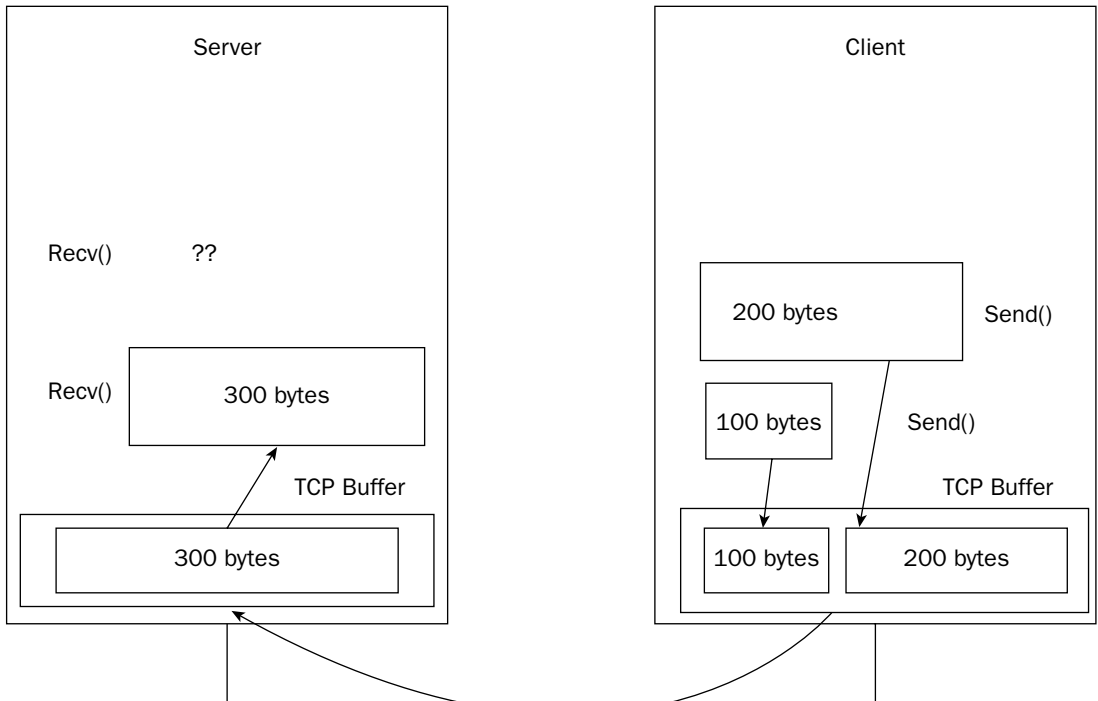 Server
Recv() ??
Recv() 300 bytes
TCP Buffer
300 bytes
Client
200 bytes Send()
100 bytes Send()
TCP Buffer
100 bytes 200 bytes